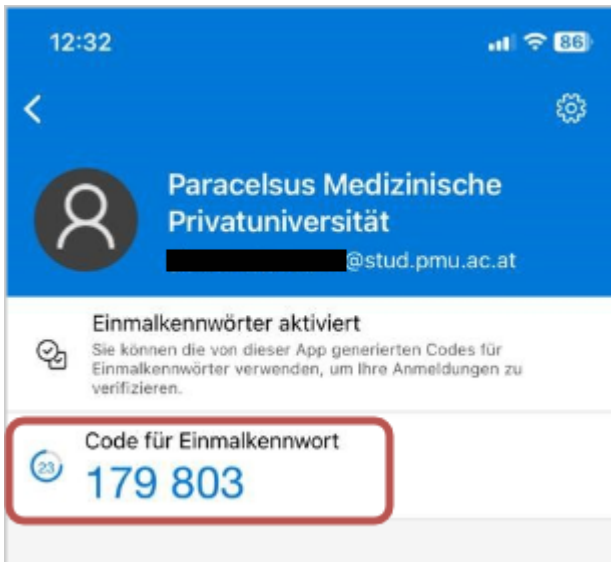 12:32
86
Paracelsus Medizinische
Privatuniversität
@stud.pmu.ac.at
Einmalkennwörter aktiviert
Sie können die von dieser App generierten Codes für
Einmalkennwörter verwenden, um Ihre Anmeldungen zu
verifizieren.
Code für Einmalkennwort
23
179 803